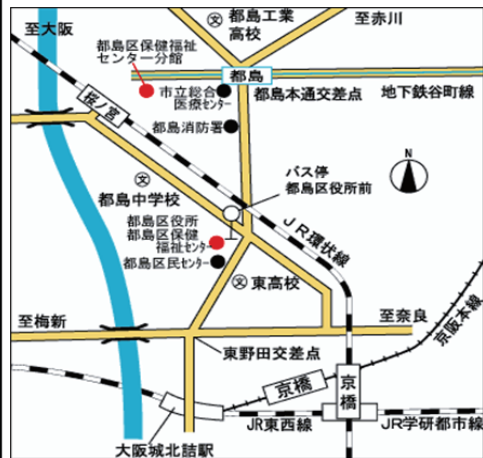 都島工業
高校
至赤川
至大阪
都島区保健福祉
センター分館
都島
市立総合
医療センター
都島本通交差点
地下鉄谷町線
桜ノ宮
都島消防署
バス停
都島区役所前
N
文
文
文
都島中学校
都島区役所
都島区保健
福祉センター
都島区民センター
JR環状線
東高校
至梅新
至奈良
京阪本線
東野田交差点
京橋
京橋
大阪城北詰駅
JR東西線
JR学研都市線